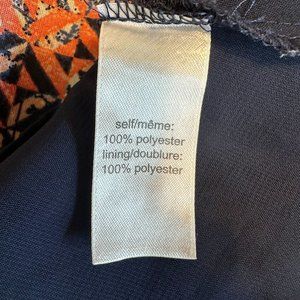 self/même:
100% polyester
lining/doublure:
100% polyester